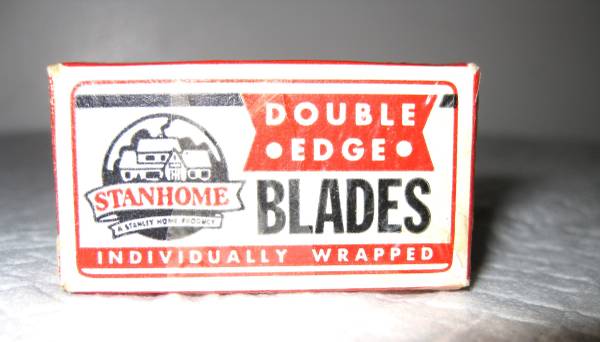 DOUBLE
•EDGE•
STANHOME
A STANLEY HOME PRODUCT
BLADES
INDIVIDUALLY WRAPPED